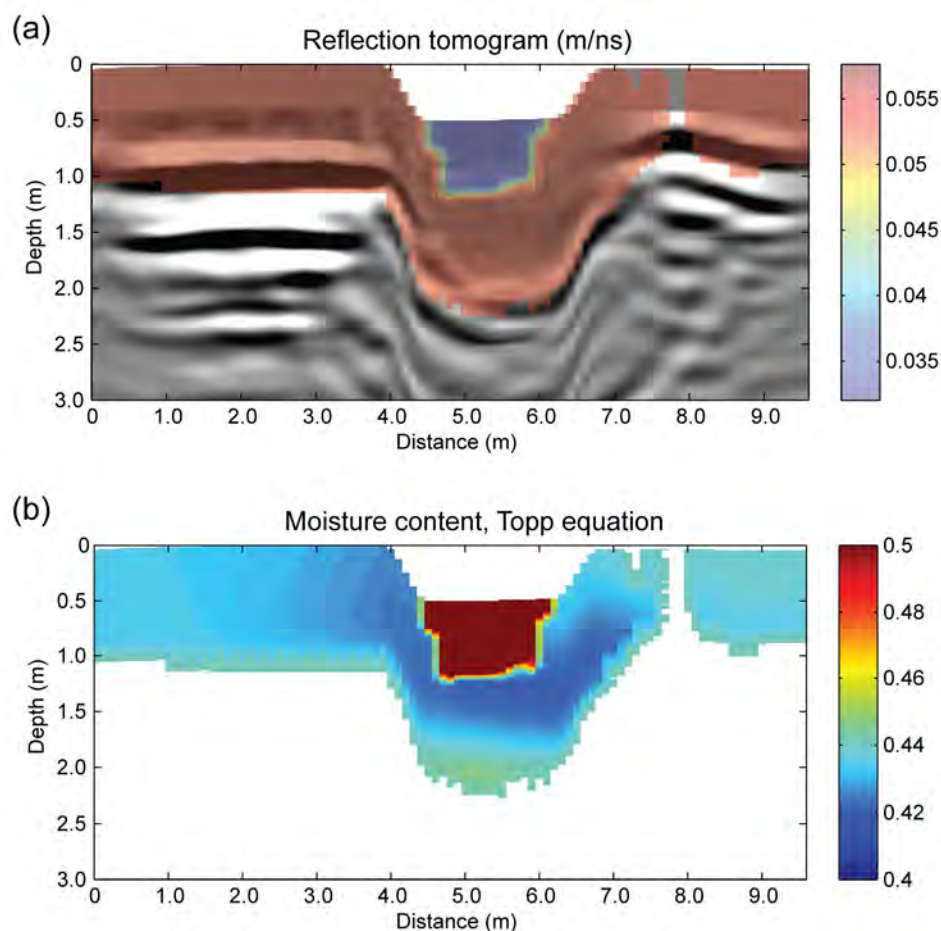 (a)
Reflection tomogram (m/ns)
0
0.5
1.0
1.5
2.0
2.5
3.0
Depth (m)
0 1.0 2.0 3.0 4.0 5.0 6.0 7.0 8.0 9.0
Distance (m)
0.055
0.05
0.045
0.04
0.035
(b)
Moisture content, Topp equation
0
0.5
1.0
1.5
2.0
2.5
3.0
Depth (m)
0 1.0 2.0 3.0 4.0 5.0 6.0 7.0 8.0 9.0
Distance (m)
0.5
0.48
0.46
0.44
0.42
0.4